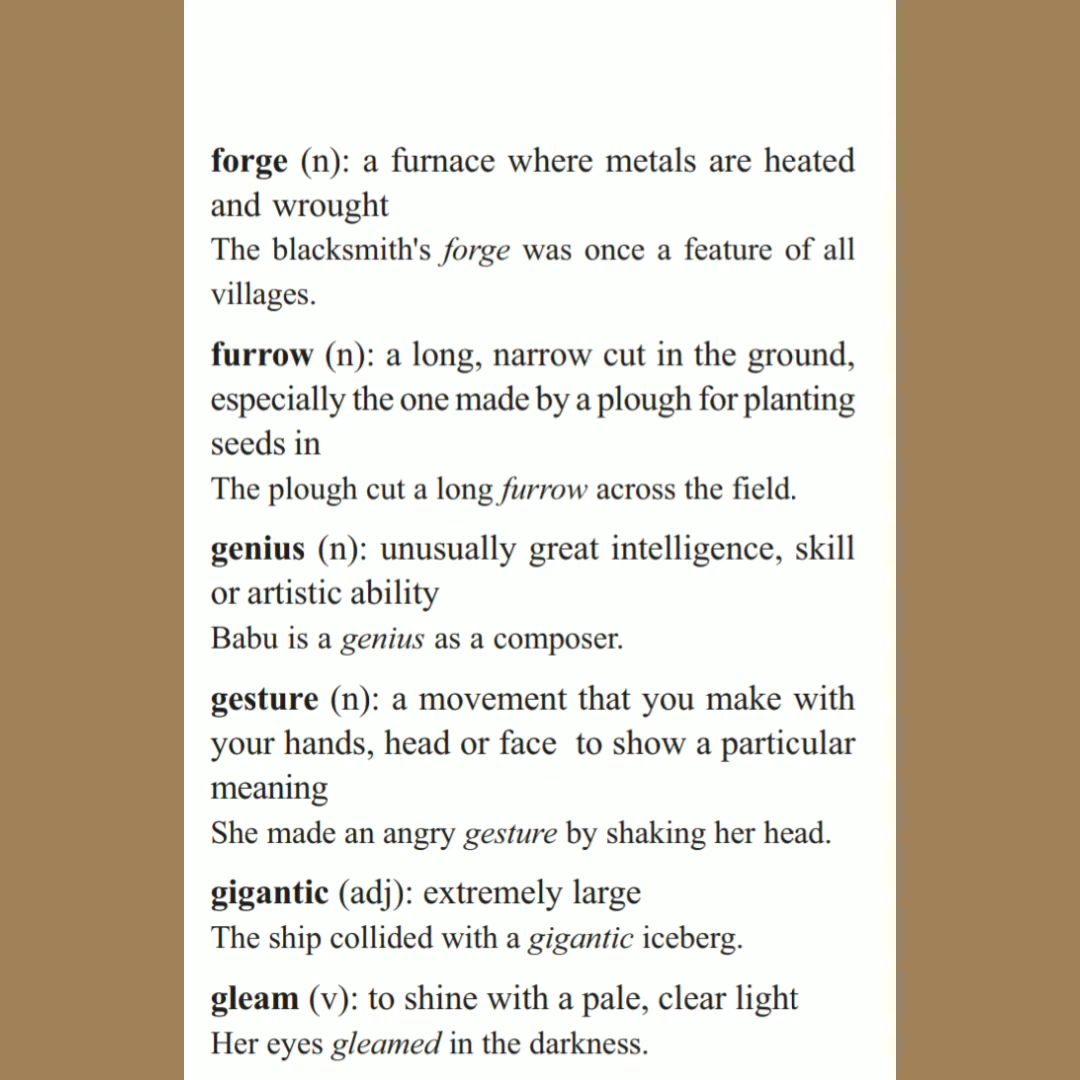 forge (n): a furnace where metals are heated
and wrought
The blacksmith's forge was once a feature of all
villages.
furrow (n): a long, narrow cut in the ground,
especially the one made by a plough for planting
seeds in
The plough cut a long furrow across the field.
genius (n): unusually great intelligence, skill
or artistic ability
Babu is a genius as a composer.
gesture (n): a movement that you make with
your hands, head or face to show a particular
meaning
She made an angry gesture by shaking her head.
gigantic (adj): extremely large
The ship collided with a gigantic iceberg.
gleam (v): to shine with a pale, clear light
Her eyes gleamed in the darkness.